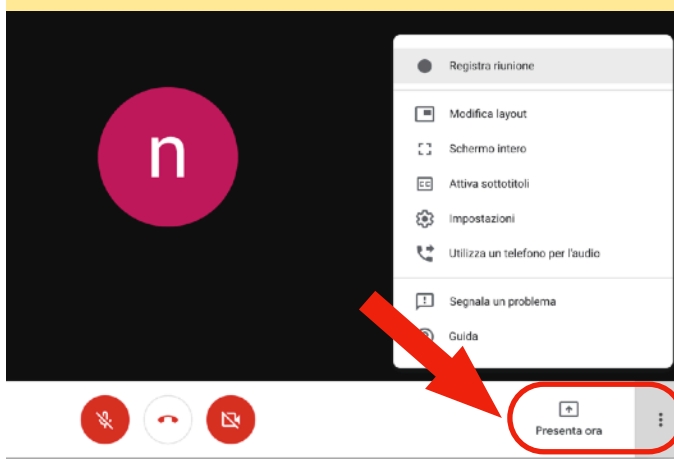 n
Registra riunione
Modifica layout
Schermo intero
CC
Attiva sottotitoli
Impostazioni
Utilizza un telefono per l'audio
Segnala un problema
Guida
Presenta ora